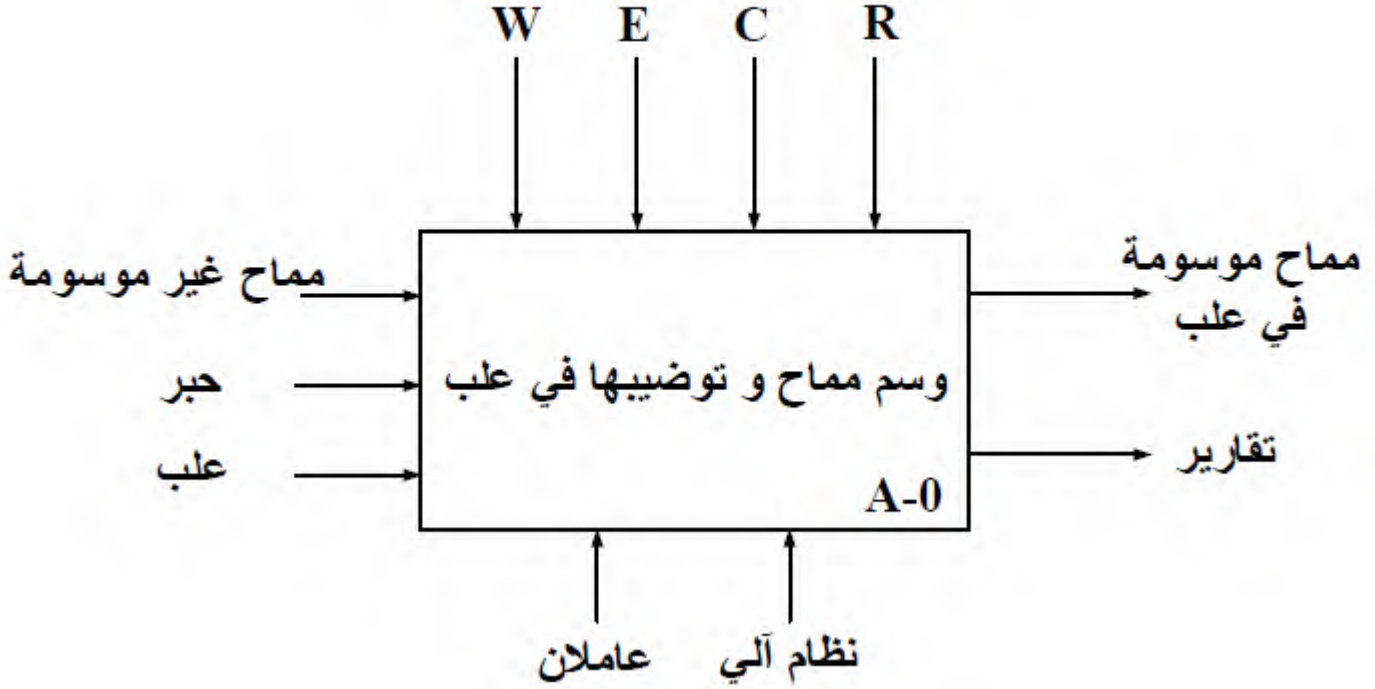 W E C R
مماح غير موسومة
حبر
علب
وسم مماح و توضيبها في علب
A-0
مماح موسومة
في علب
تقارير
عاملان
نظام آلي